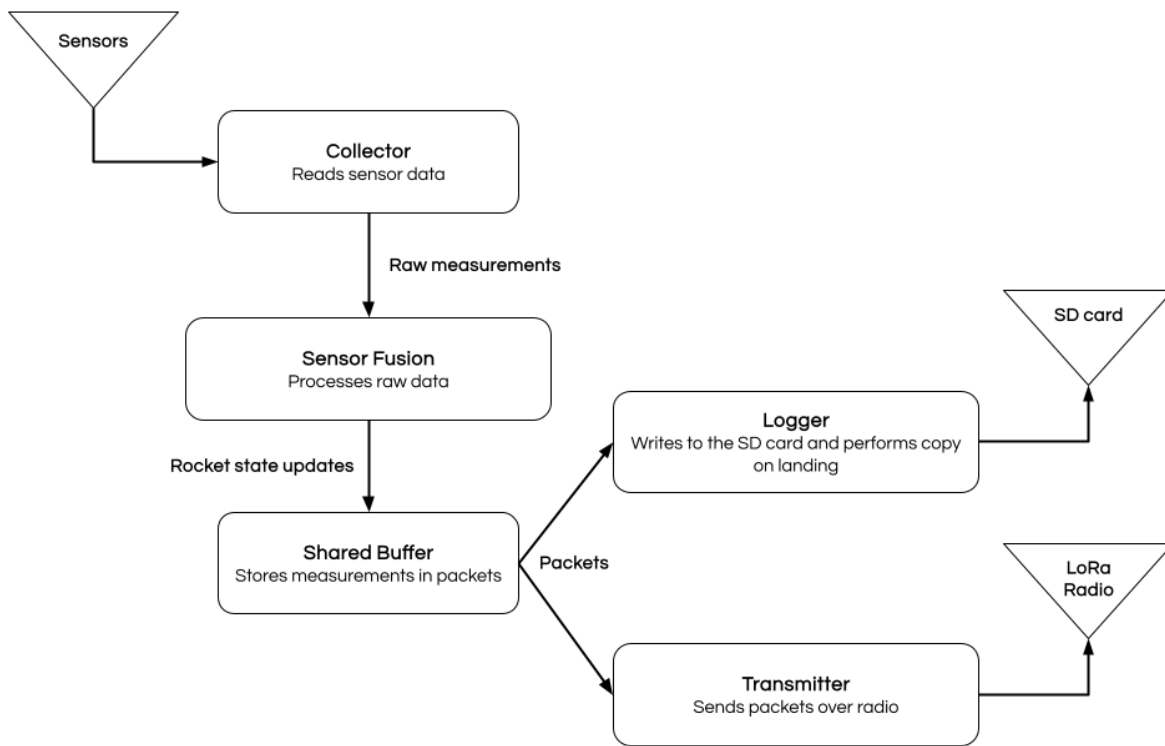 Sensors
Collector
Reads sensor data
Raw measurements
Sensor Fusion
Processes raw data
Rocket state updates
Shared Buffer
Stores measurements in packets
Packets
Logger
Writes to the SD card and performs copy
on landing
SD card
Transmitter
Sends packets over radio
LoRa
Radio